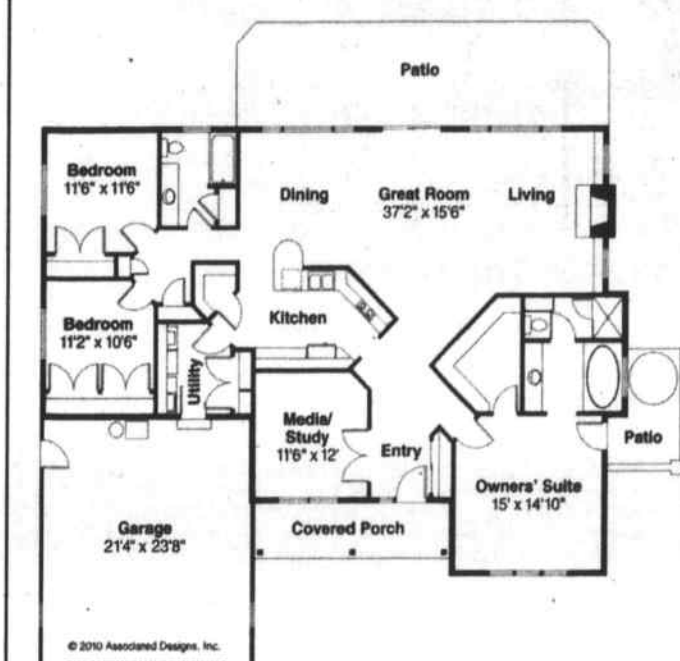 Patio
Bedroom
11'6" x 11'6"
Dining
Great Room
37'2" x 15'6"
Living
Bedroom
11'2" x 10'6"
Kitchen
Utility
Media/
Study
11'6" x 12'
Entry
Patio
Owners' Suite
15' x 14'10"
Garage
21'4" x 23'8"
Covered Porch
© 2010 Associated Designs, Inc.